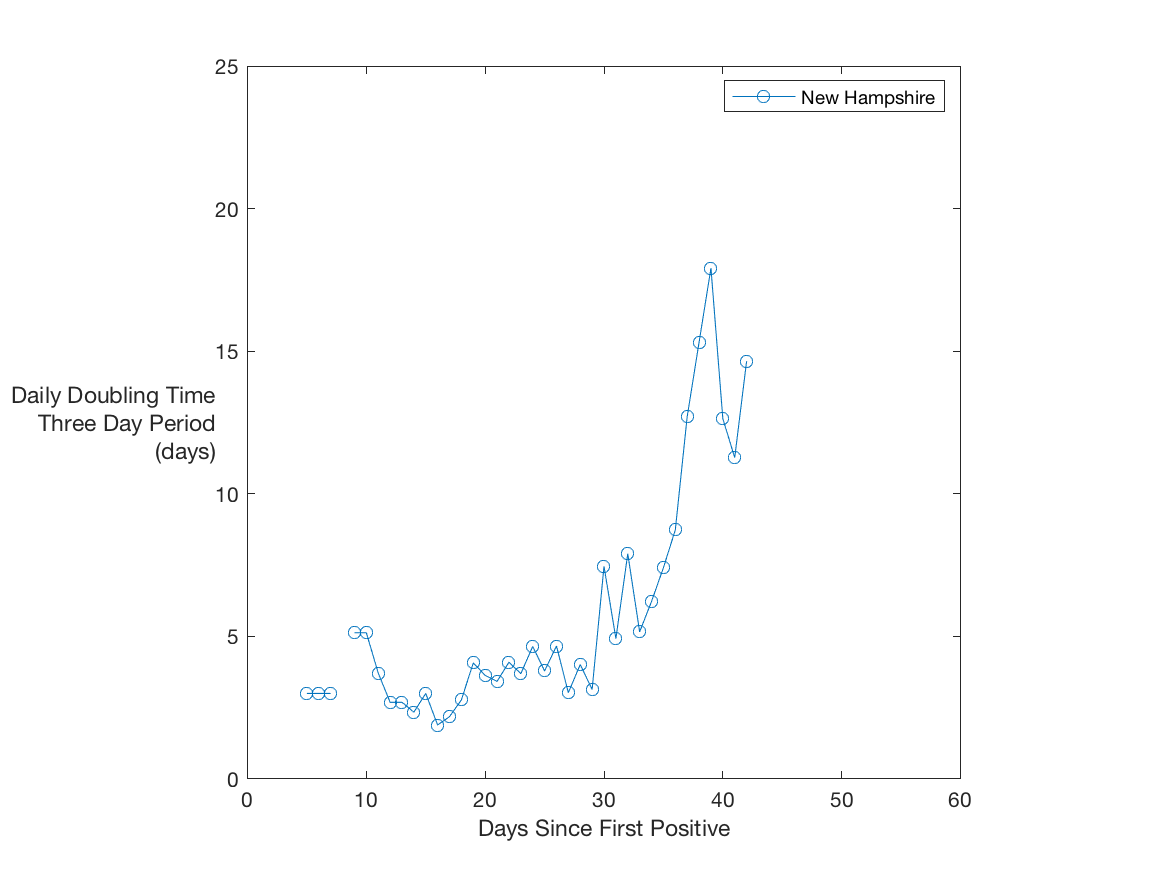 25
New Hampshire
20
15
Daily Doubling Time
Three Day Period
(days)
10
5
0
0 10 20 30 40 50 60
Days Since First Positive